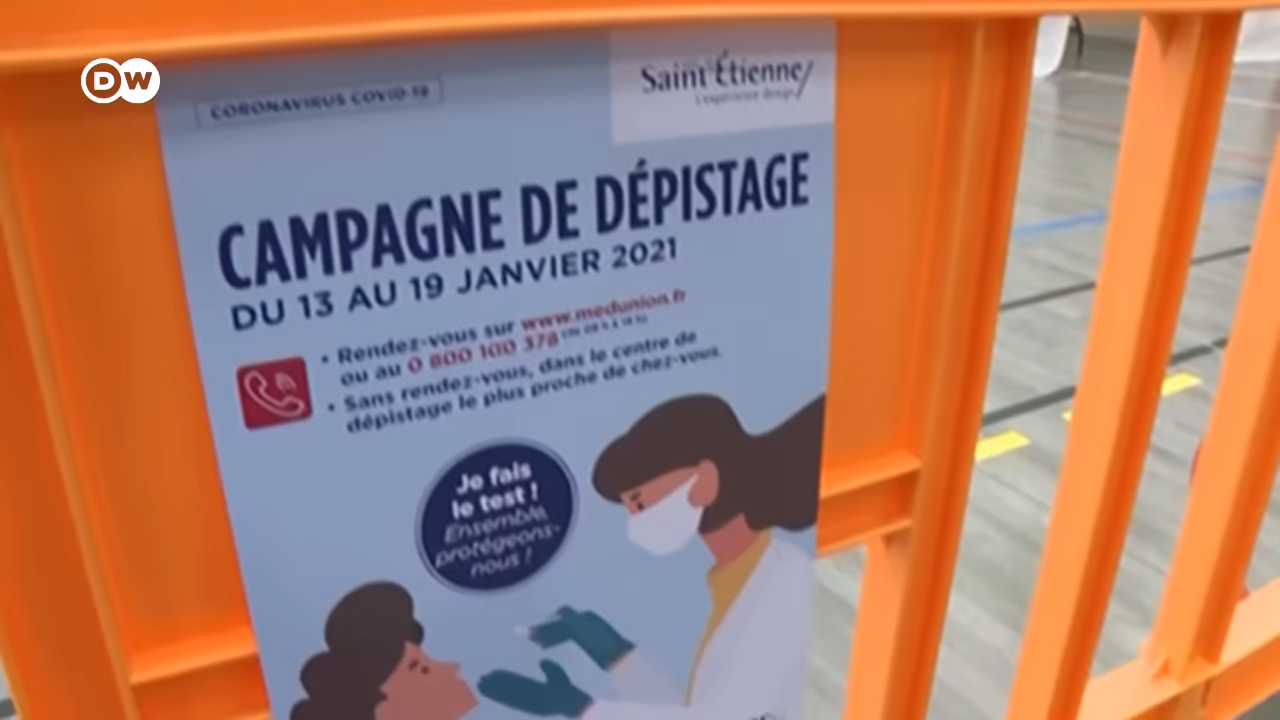 DW
CORONAVIRUS COVID-19
Saint Étienne
l'expérience design
CAMPAGNE DE DÉPISTAGE
DU 13 AU 19 JANVIER 2021
• Rendez-vous sur www.medunion.fr
ou au 0 800 100 378
• Sans rendez-vous, dans le centre de
dépistage le plus proche de chez-vous.
Je fais
le test !
Ensemble,
protégeons-
nous !